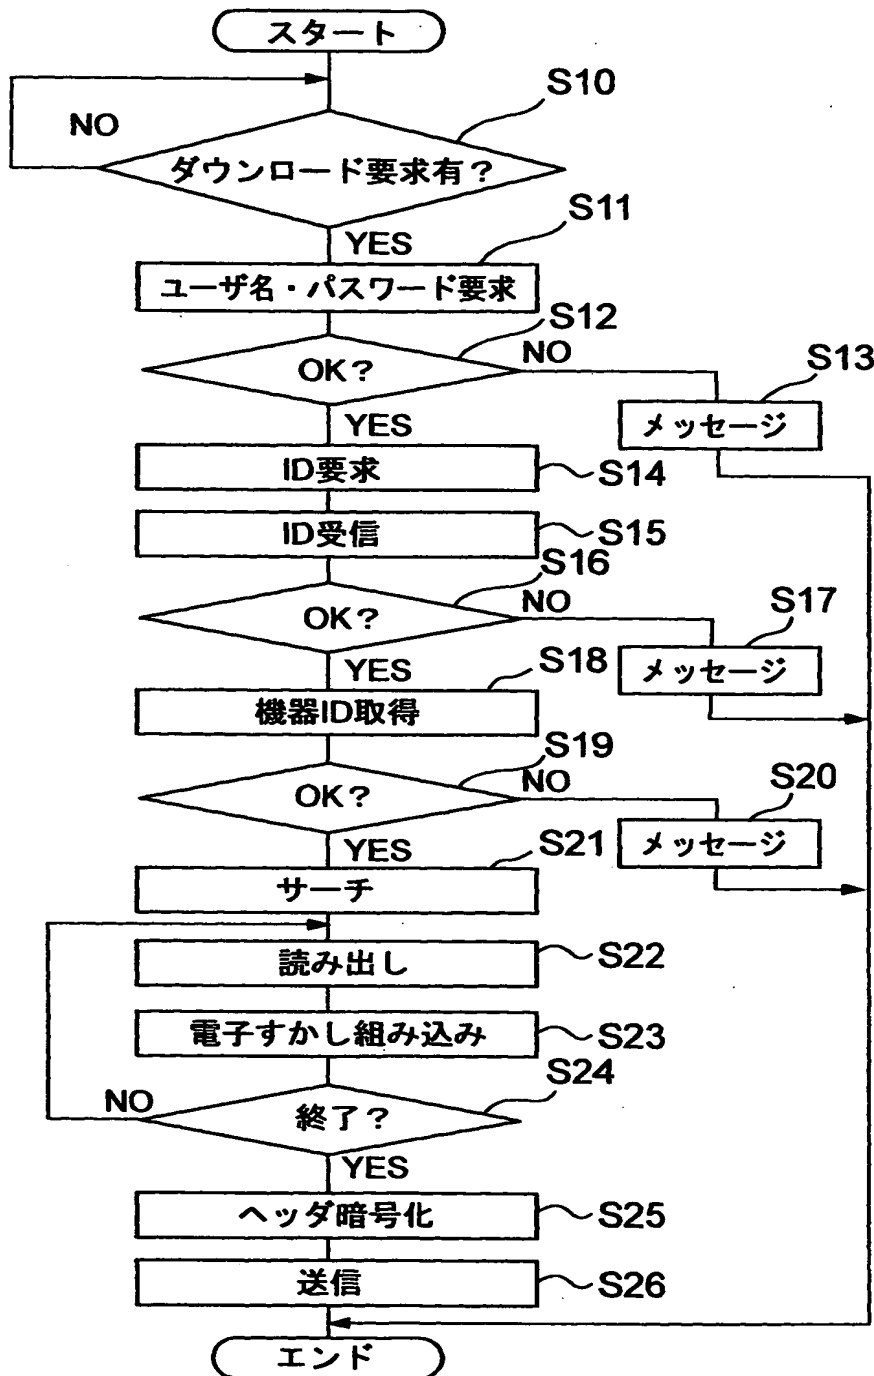 スタート
S10
NO
ダウンロード要求有?
S11
YES
ユーザ名・パスワード要求
S12
OK?
NO
S13
YES
メッセージ
ID要求
S14
ID受信
S15
S16
OK?
NO
S17
YES
メッセージ
S18
機器ID取得
S19
OK?
NO
S20
YES
メッセージ
S21
サーチ
読み出し
S22
電子すかし組み込み
S23
S24
NO
終了?
YES
ヘッダ暗号化
S25
送信
S26
エンド